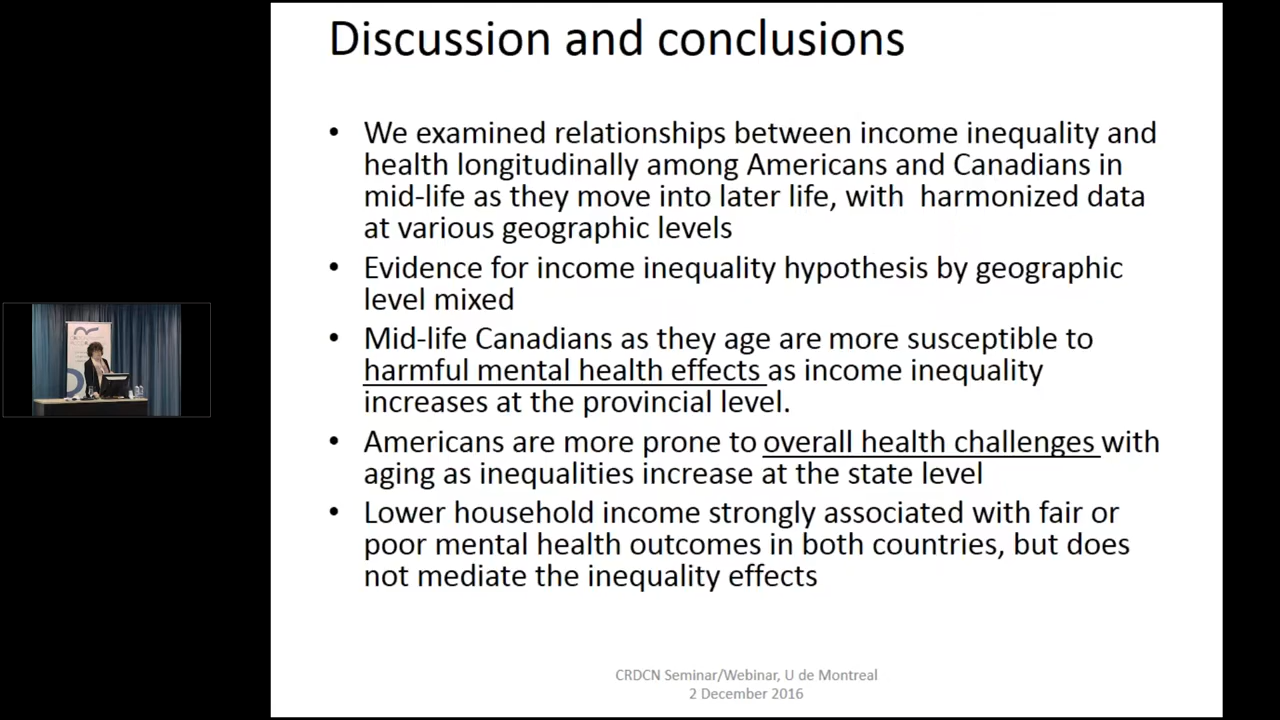 Discussion and conclusions
• We examined relationships between income inequality and
health longitudinally among Americans and Canadians in
mid-life as they move into later life, with  harmonized data
at various geographic levels
• Evidence for income inequality hypothesis by geographic
level mixed
• Mid-life Canadians as they age are more susceptible to
harmful mental health effects as income inequality
increases at the provincial level.
• Americans are more prone to overall health challenges with
aging as inequalities increase at the state level
• Lower household income strongly associated with fair or
poor mental health outcomes in both countries, but does
not mediate the inequality effects
CRDCN Seminar/Webinar, U de Montreal
2 December 2016